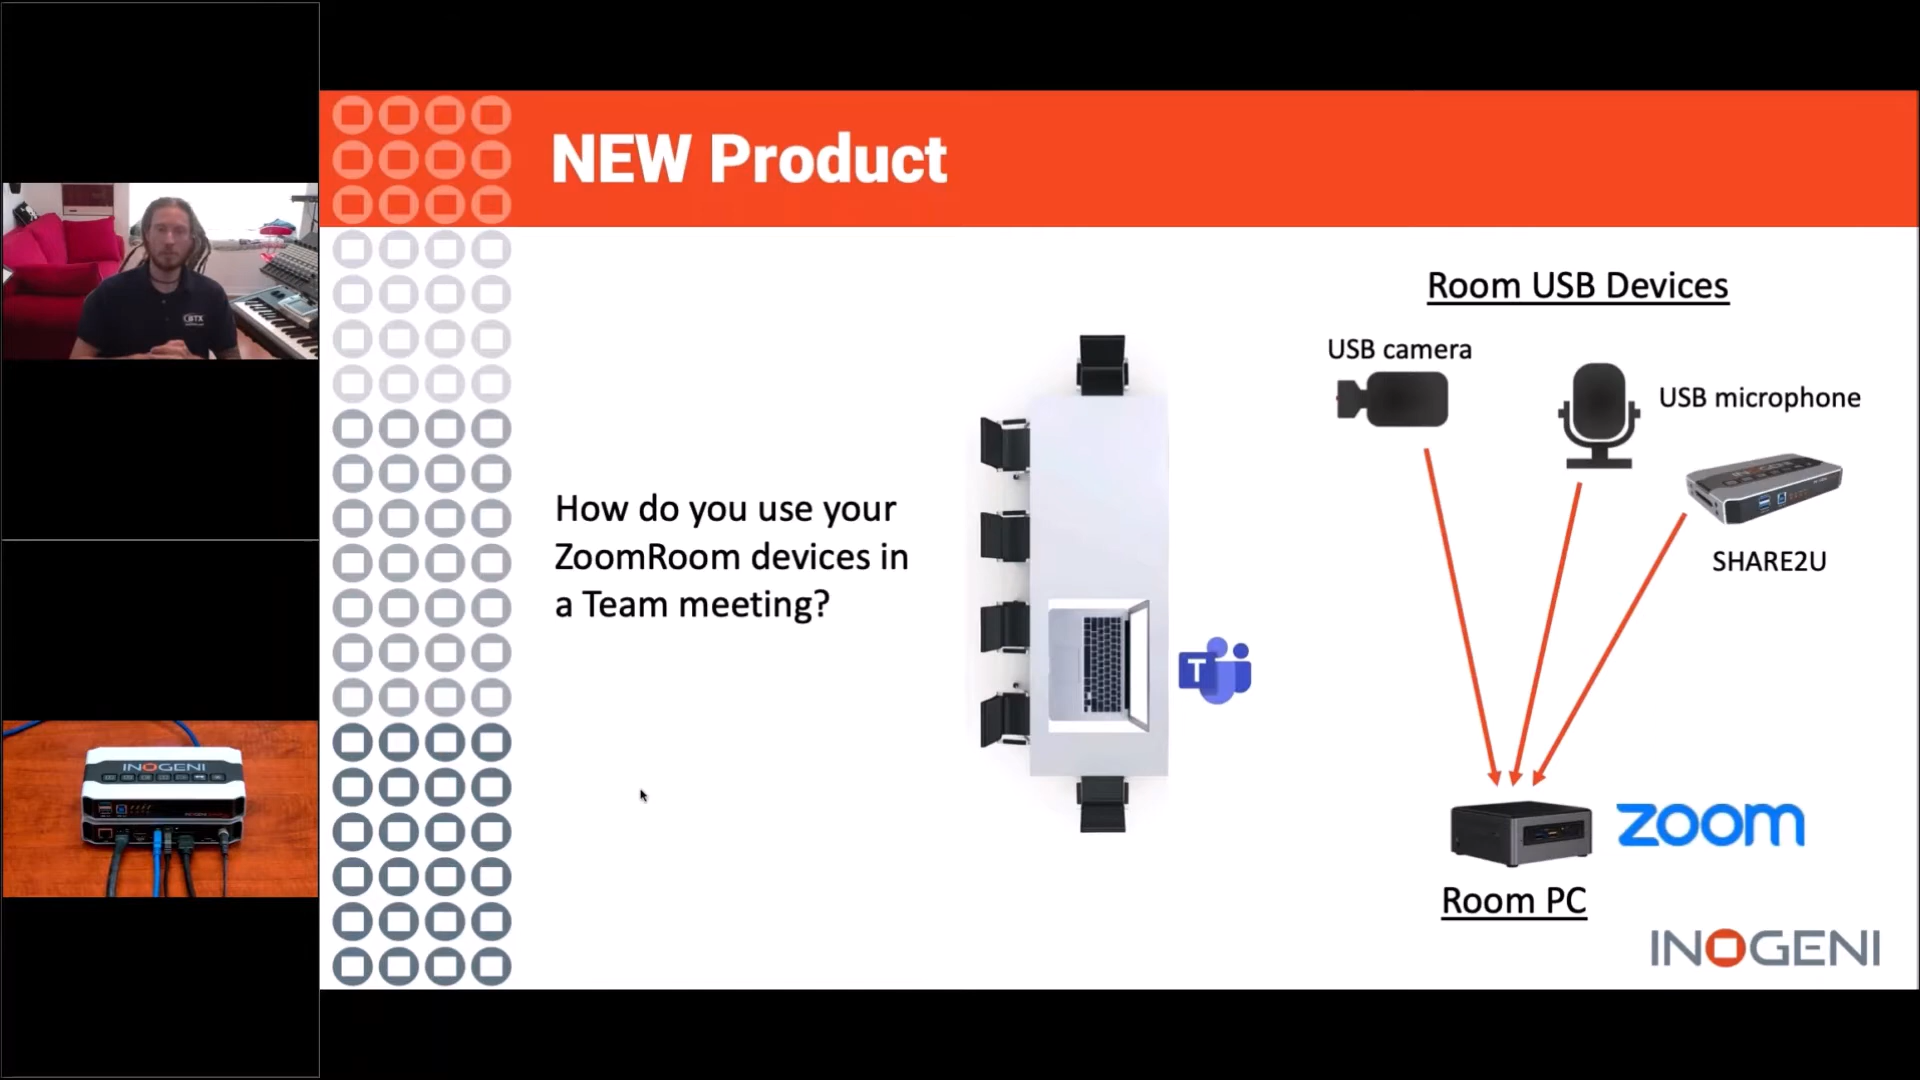 NEW Product
Room USB Devices
USB camera
USB microphone
SHARE2U
How do you use your
ZoomRoom devices in
a Team meeting?
T
zoom
Room PC
INOGENI
INOGENI
INOGENI